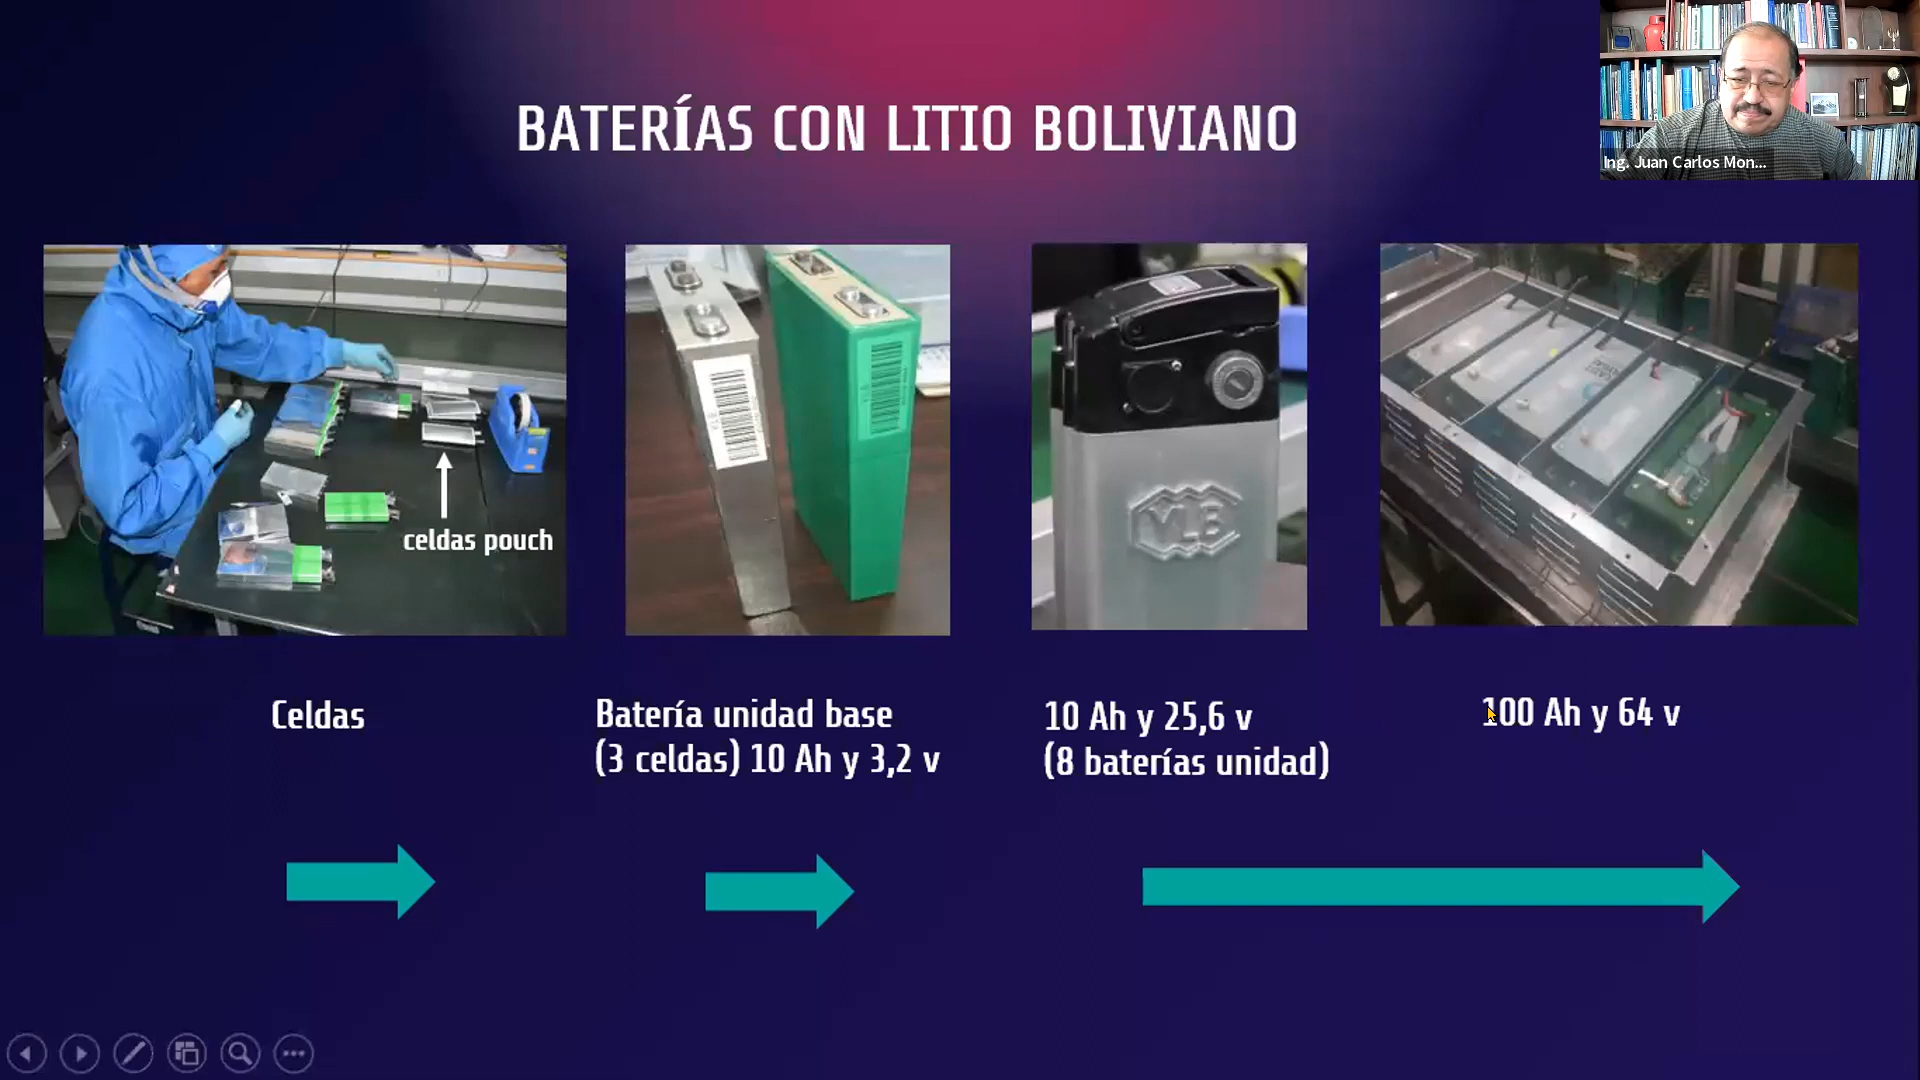 BATERÍAS CON LITIO BOLIVIANO
Ing. Juan Carlos Mon...
celdas pouch
YLB
Celdas
Batería unidad base
(3 celdas) 10 Ah y 3,2 v
10 Ah y 25,6 v
(8 baterías unidad)
100 Ah y 64 v